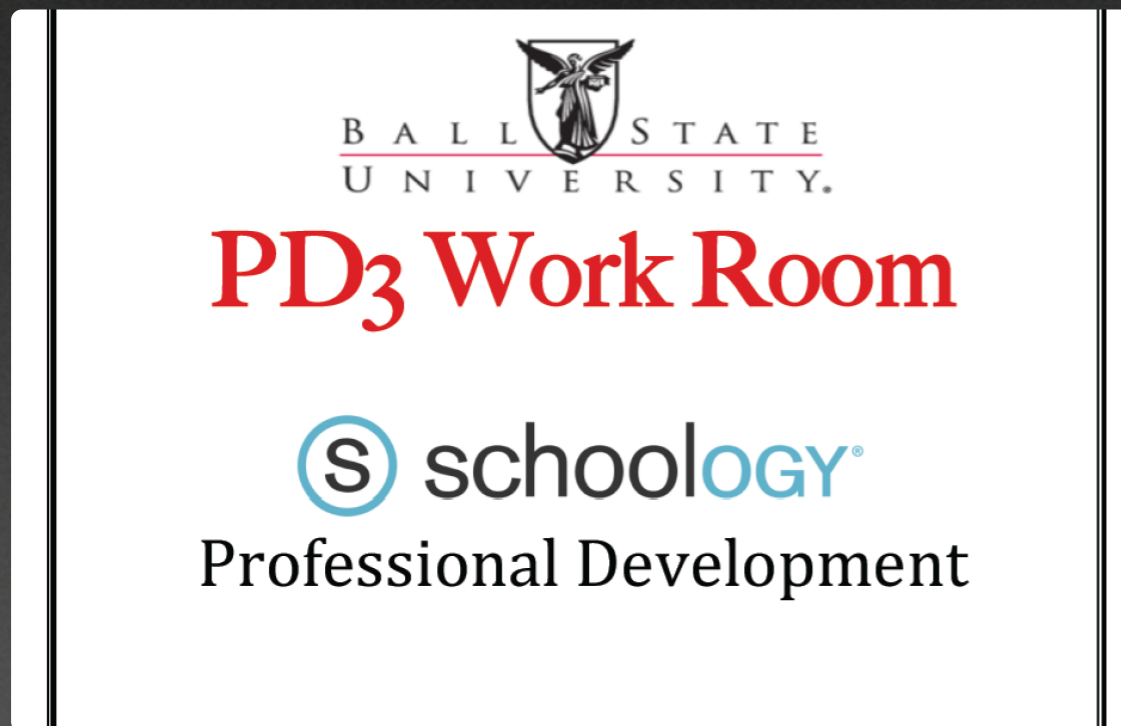 BALL STATE
UNIVERSITY®
PD3 Work Room
S schoology®
Professional Development